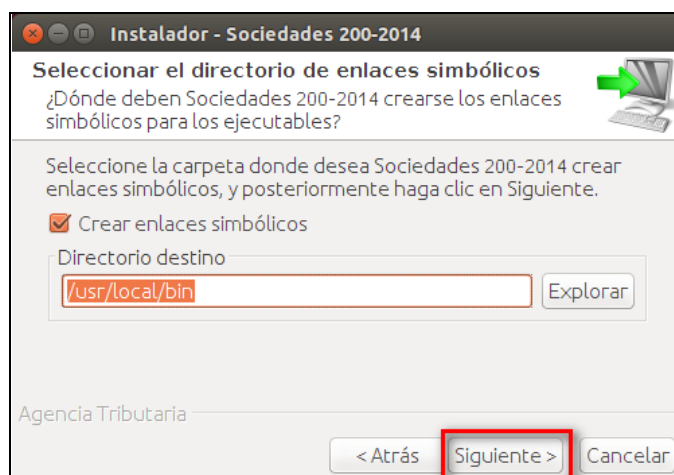 Instalador - Sociedades 200-2014
Seleccionar el directorio de enlaces simbólicos
¿Dónde deben Sociedades 200-2014 crearse los enlaces
simbólicos para los ejecutables?
Seleccione la carpeta donde desea Sociedades 200-2014 crear
enlaces simbólicos, y posteriormente haga clic en Siguiente.
Crear enlaces simbólicos
Directorio destino
/usr/local/bin
Explorar
Agencia Tributaria
< Atrás Siguiente > Cancelar